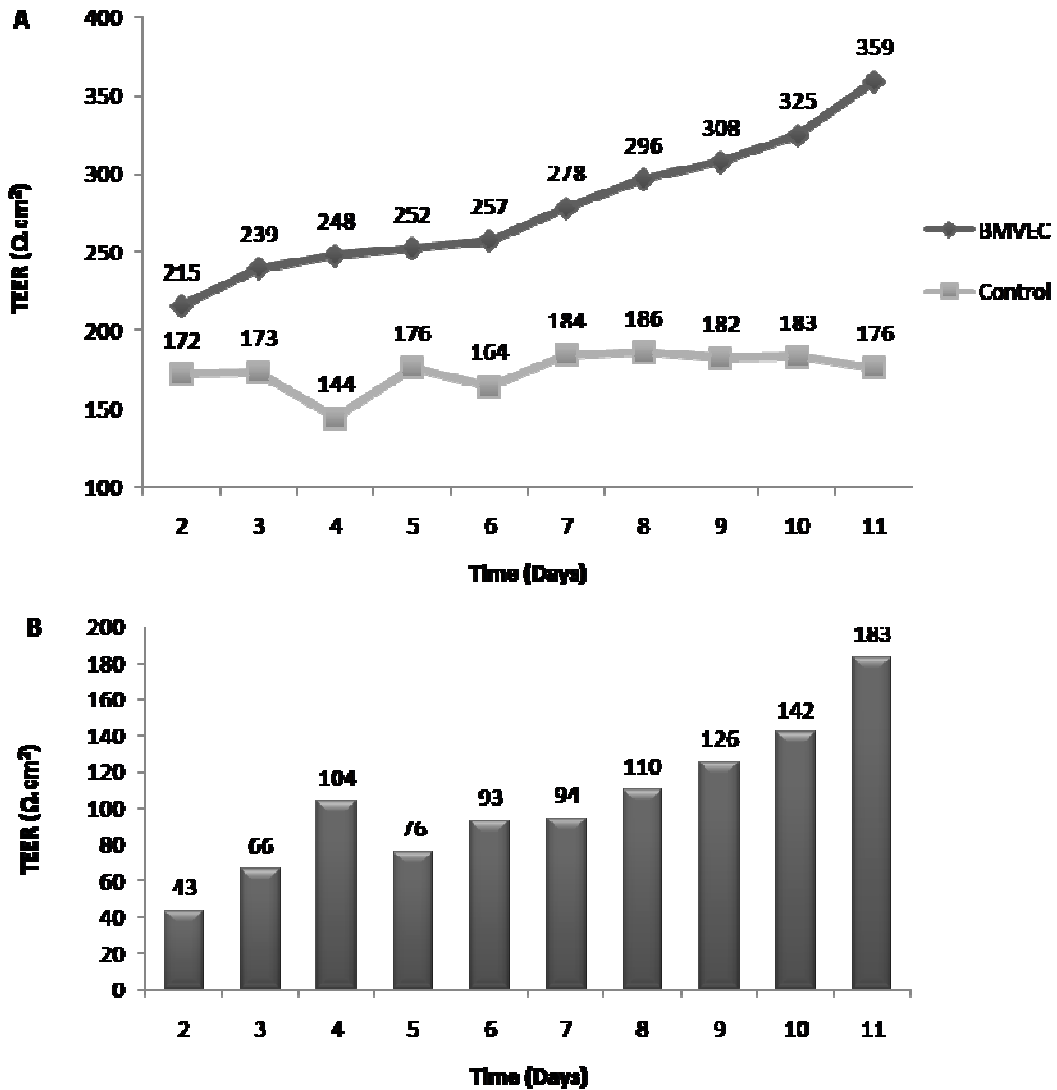 A
400
350
300
250
200
150
100
TEER (Ω.cm²)
215 239 248 252 257 278 296 308 325 359
172 173 144 176 164 184 186 182 183 176
BMVEC
Control
2 3 4 5 6 7 8 9 10 11
Time (Days)
B
200
180
160
140
120
100
80
60
40
20
0
TEER (Ω.cm²)
43 66 104 76 93 94 110 126 142 183
2 3 4 5 6 7 8 9 10 11
Time (Days)